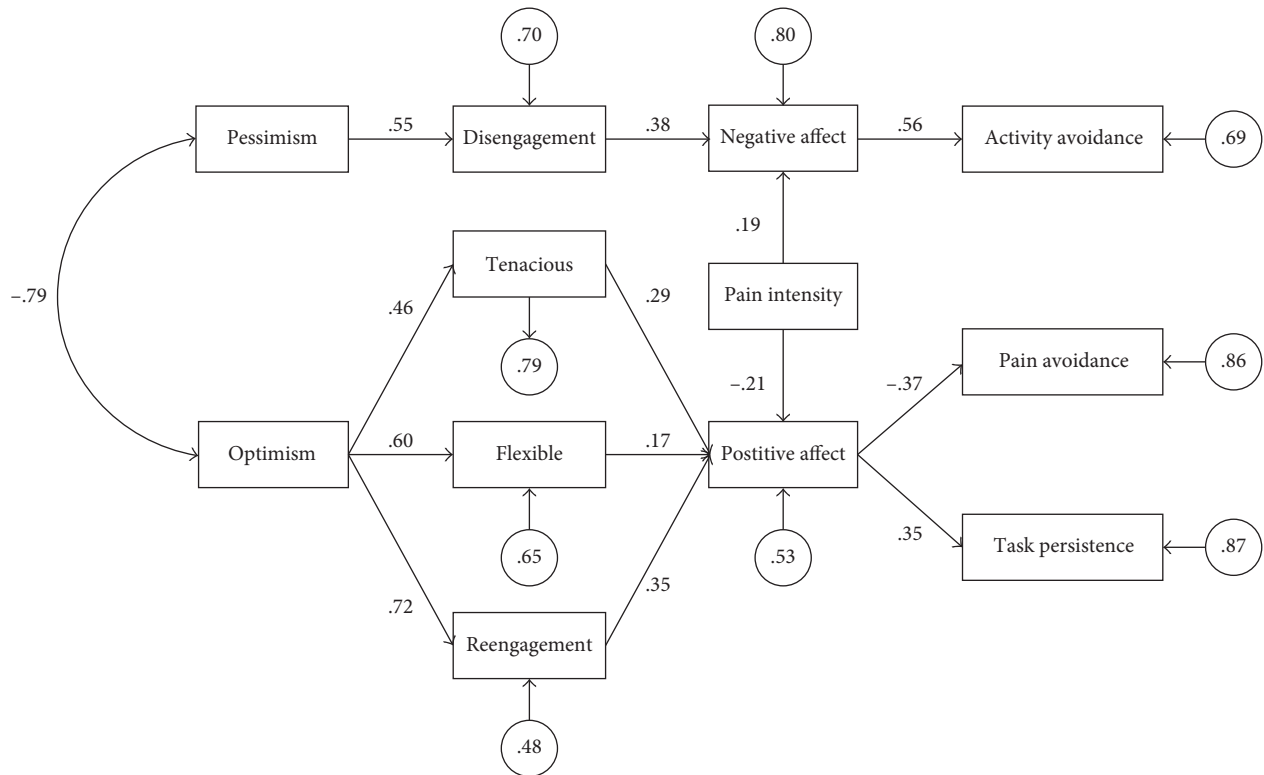 .70
.80
Pessimism
.55
Disengagement
.38
Negative affect
.56
Activity avoidance
.69
.19
Tenacious
Pain intensity
–.79
.46
.29
.79
–.21
–.37
Pain avoidance
.86
Optimism
.60
Flexible
.17
Postitive affect
.65
.53
.35
Task persistence
.87
.72
.35
Reengagement
.48